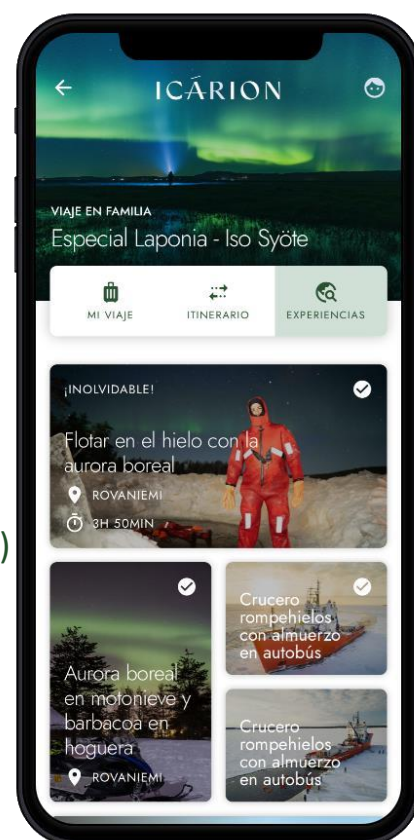 ICÁRION
VIAJE EN FAMILIA
Especial Laponia - Iso Syöte
MI VIAJE
ITINERARIO
EXPERIENCIAS
¡INOLVIDABLE!
Flotar en el hielo con la
aurora boreal
ROVANIEMI
3H 50MIN
)
Aurora boreal
en motonieve y
barbacoa en
hoguera
ROVANIEMI
Crucero
rompehielos
con almuerzo
en autobús
Crucero
rompehielos
con almuerzo
en autobús